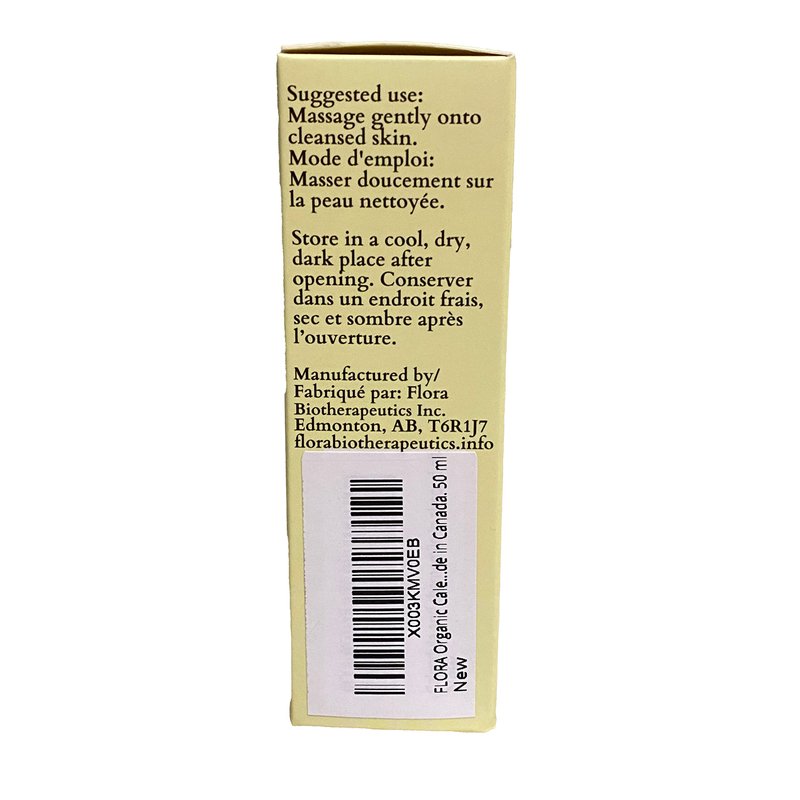 Suggested use:
Massage gently onto
cleansed skin.
Mode d'emploi:
Masser doucement sur
la peau nettoyée.
Store in a cool, dry,
dark place after
opening. Conserver
dans un endroit frais,
sec et sombre après
l'ouverture.
Manufactured by/
Fabriqué par: Flora
Biotherapeutics Inc.
Edmonton, AB, T6R1J7
florabiotherapeutics.info
X003KMV0EB
FLORA Organic Cale...de in Canada. 50 ml
New